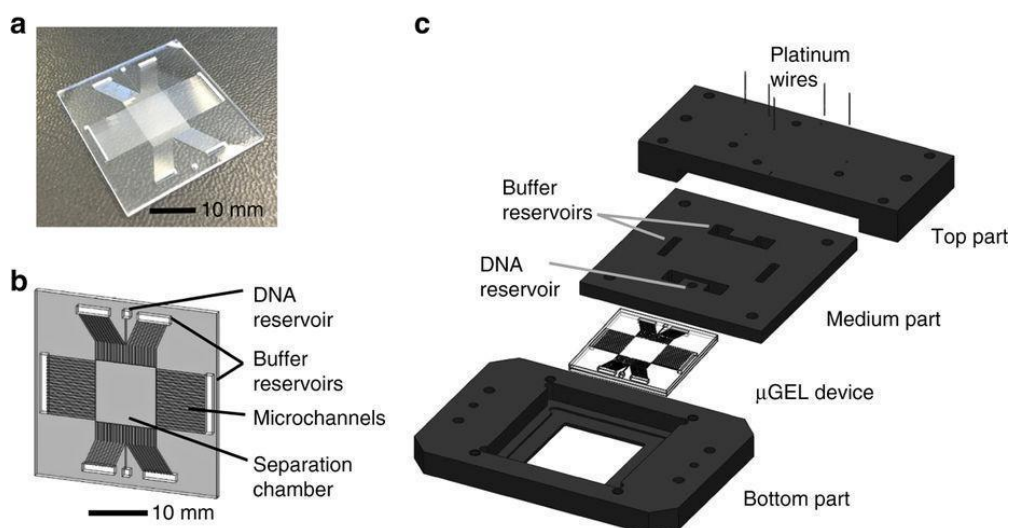 a
10 mm
b
DNA
reservoir
Buffer
reservoirs
Microchannels
Separation
chamber
10 mm
c
Platinum
wires
Buffer
reservoirs
Top part
DNA
reservoir
Medium part
μGEL device
Bottom part